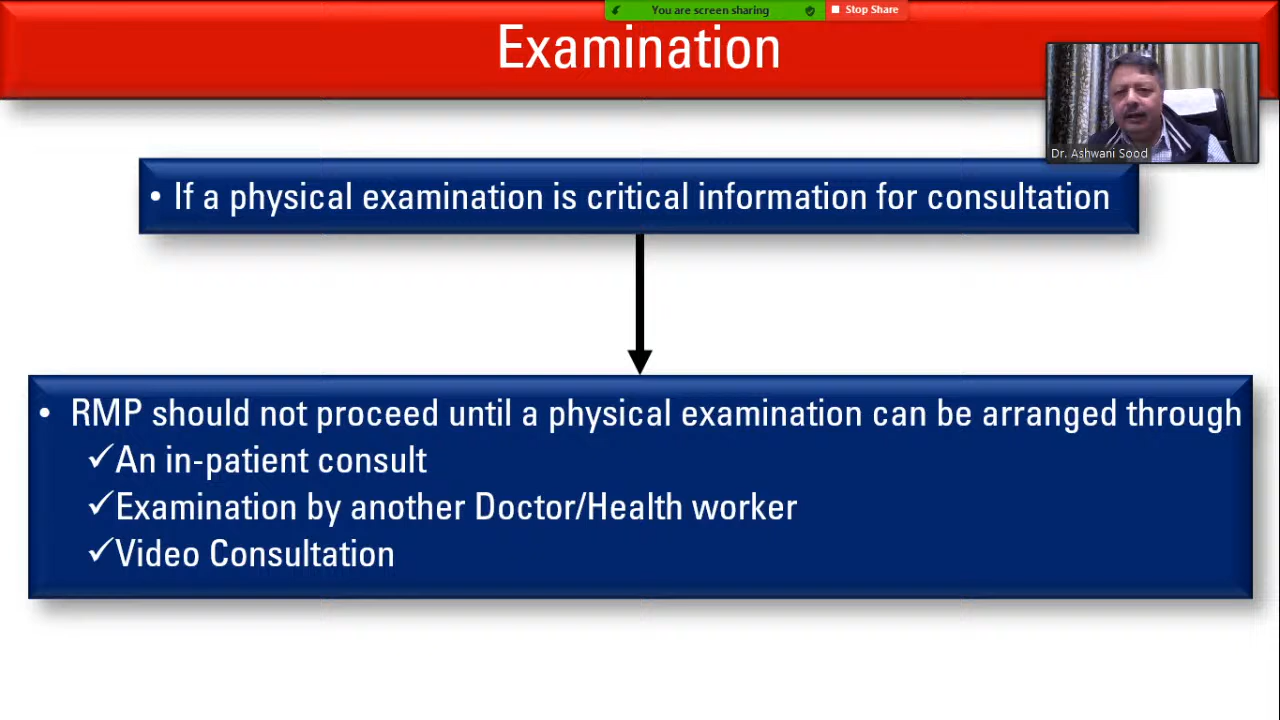 You are screen sharing
Stop Share
Examination
Dr. Ashwani Sood
• If a physical examination is critical information for consultation
• RMP should not proceed until a physical examination can be arranged through
✓An in-patient consult
✓Examination by another Doctor/Health worker
✓Video Consultation